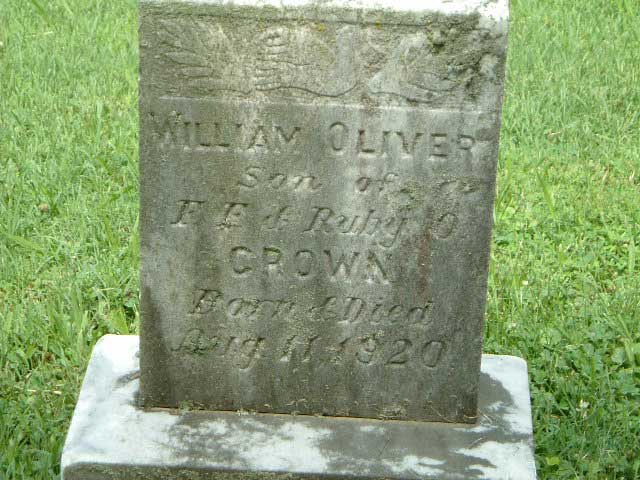 WILLIAM OLIVER
Son of
F F & Ruby O
CROWN
Born & Died
Aug 11 1920